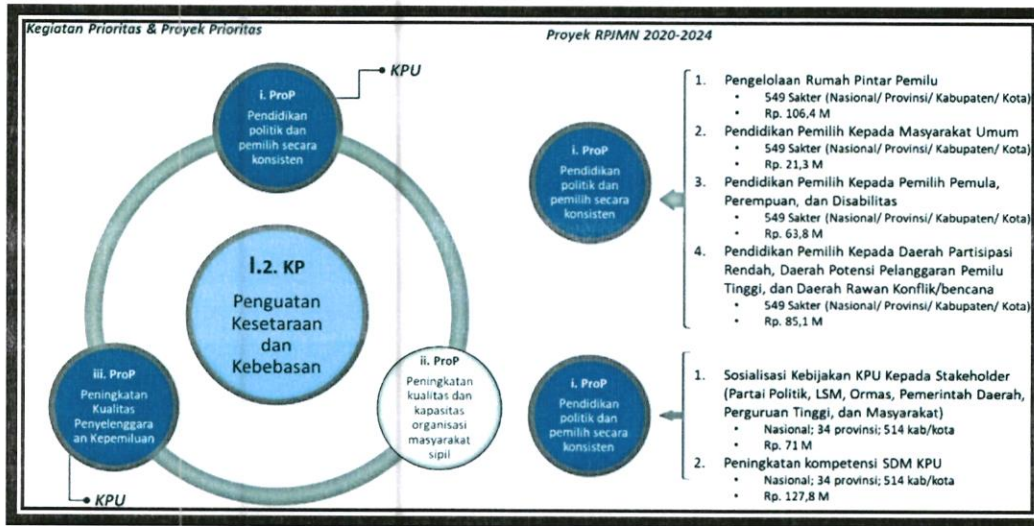 Kegiatan Prioritas & Proyek Prioritas
Proyek RPJMN 2020-2024
KPU
i. ProP
Pendidikan
politik dan
pemilih secara
konsisten
I.2. KP
Penguatan
Kesetaraan
dan
Kebebasan
iii. ProP
Peningkatan
Kualitas
Penyelenggara
an Kepemiluan
KPU
ii. ProP
Peningkatan
kualitas dan
kapasitas
organisasi
masyarakat
sipil
i. ProP
Pendidikan
politik dan
pemilih secara
konsisten
1. Pengelolaan Rumah Pintar Pemilu
• 549 Sakter (Nasional/ Provinsi/ Kabupaten/ Kota)
• Rp. 106,4 M
2. Pendidikan Pemilih Kepada Masyarakat Umum
• 549 Sakter (Nasional/ Provinsi/ Kabupaten/ Kota)
• Rp. 21,3 M
3. Pendidikan Pemilih Kepada Pemilih Pemula,
Perempuan, dan Disabilitas
• 549 Sakter (Nasional/ Provinsi/ Kabupaten/ Kota)
• Rp. 63,8 M
4. Pendidikan Pemilih Kepada Daerah Partisipasi
Rendah, Daerah Potensi Pelanggaran Pemilu
Tinggi, dan Daerah Rawan Konflik/bencana
• 549 Sakter (Nasional/ Provinsi/ Kabupaten/ Kota)
• Rp. 85,1 M
i. ProP
Pendidikan
politik dan
pemilih secara
konsisten
1. Sosialisasi Kebijakan KPU Kepada Stakeholder
(Partai Politik, LSM, Ormas, Pemerintah Daerah,
Perguruan Tinggi, dan Masyarakat)
• Nasional; 34 provinsi; 514 kab/kota
• Rp. 71 M
2. Peningkatan kompetensi SDM KPU
• Nasional; 34 provinsi; 514 kab/kota
• Rp. 127,8 M